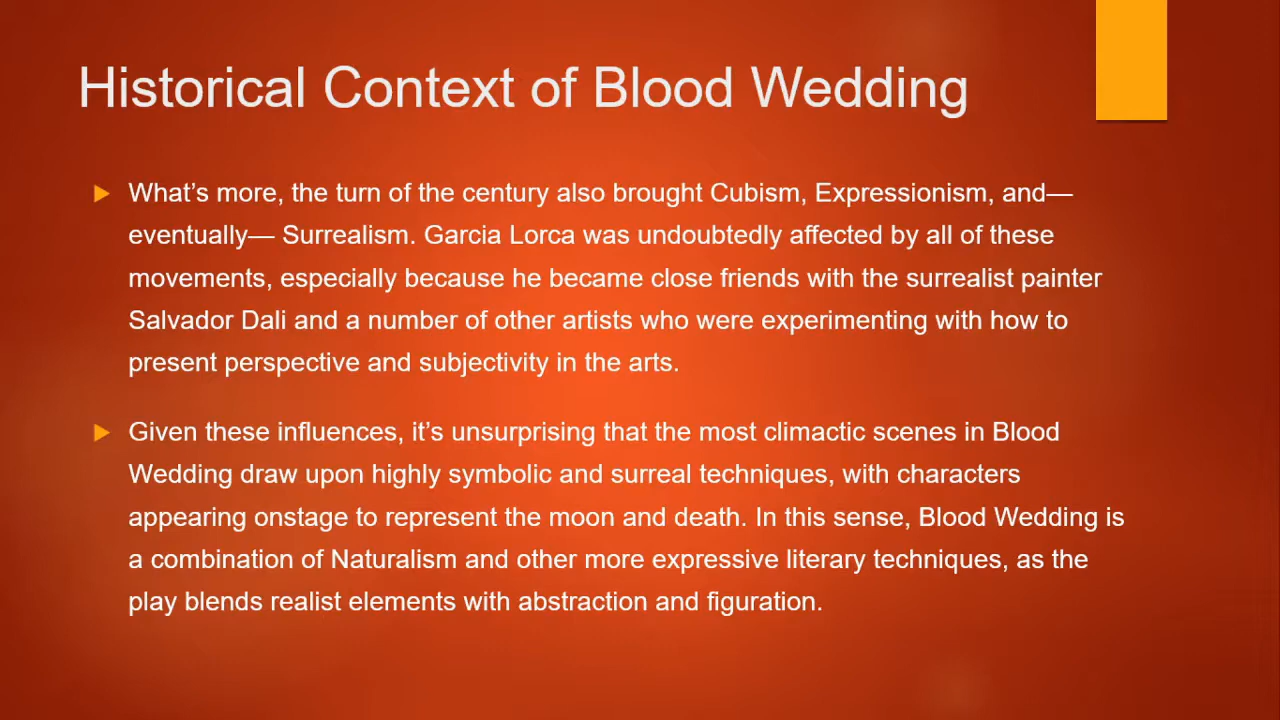 Historical Context of Blood Wedding
What’s more, the turn of the century also brought Cubism, Expressionism, and—
eventually— Surrealism. Garcia Lorca was undoubtedly affected by all of these
movements, especially because he became close friends with the surrealist painter
Salvador Dali and a number of other artists who were experimenting with how to
present perspective and subjectivity in the arts.
Given these influences, it’s unsurprising that the most climactic scenes in Blood
Wedding draw upon highly symbolic and surreal techniques, with characters
appearing onstage to represent the moon and death. In this sense, Blood Wedding is
a combination of Naturalism and other more expressive literary techniques, as the
play blends realist elements with abstraction and figuration.